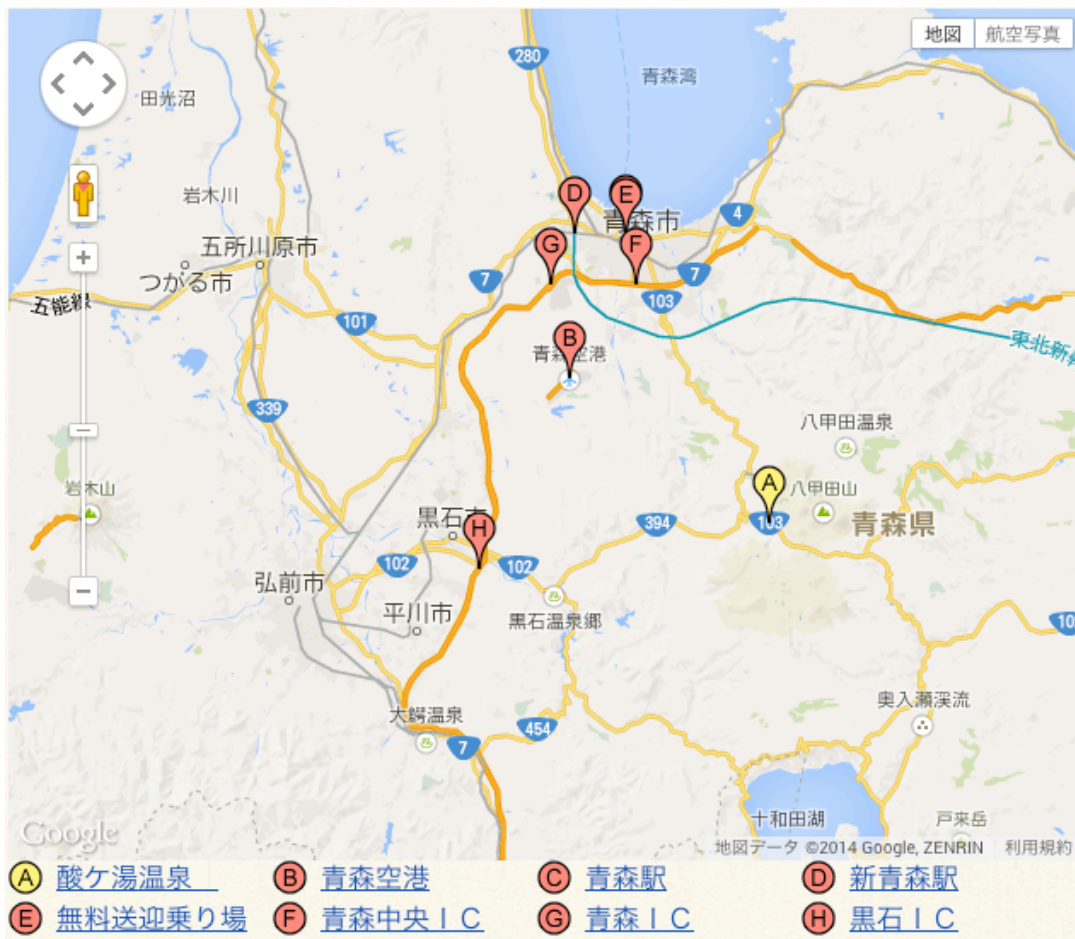 地図 航空写真
280
青森湾
田光沼
岩木川
D E
4
青森市
五所川原市
G F
つがる市
7
7
103
五能線
101
B
東北新幹
青森空港
339
八甲田温泉
A
岩木山
八甲田山
黒石市
H
394
103
青森県
102
102
弘前市
平川市
黒石温泉郷
10
奥入瀬渓流
大鰐温泉
454
7
十和田湖
戸来岳
Google
地図データ ©2014 Google, ZENRIN 利用規約
A 酸ケ湯温泉 B 青森空港 C 青森駅 D 新青森駅
E 無料送迎乗り場 F 青森中央ＩＣ G 青森ＩＣ H 黒石ＩＣ